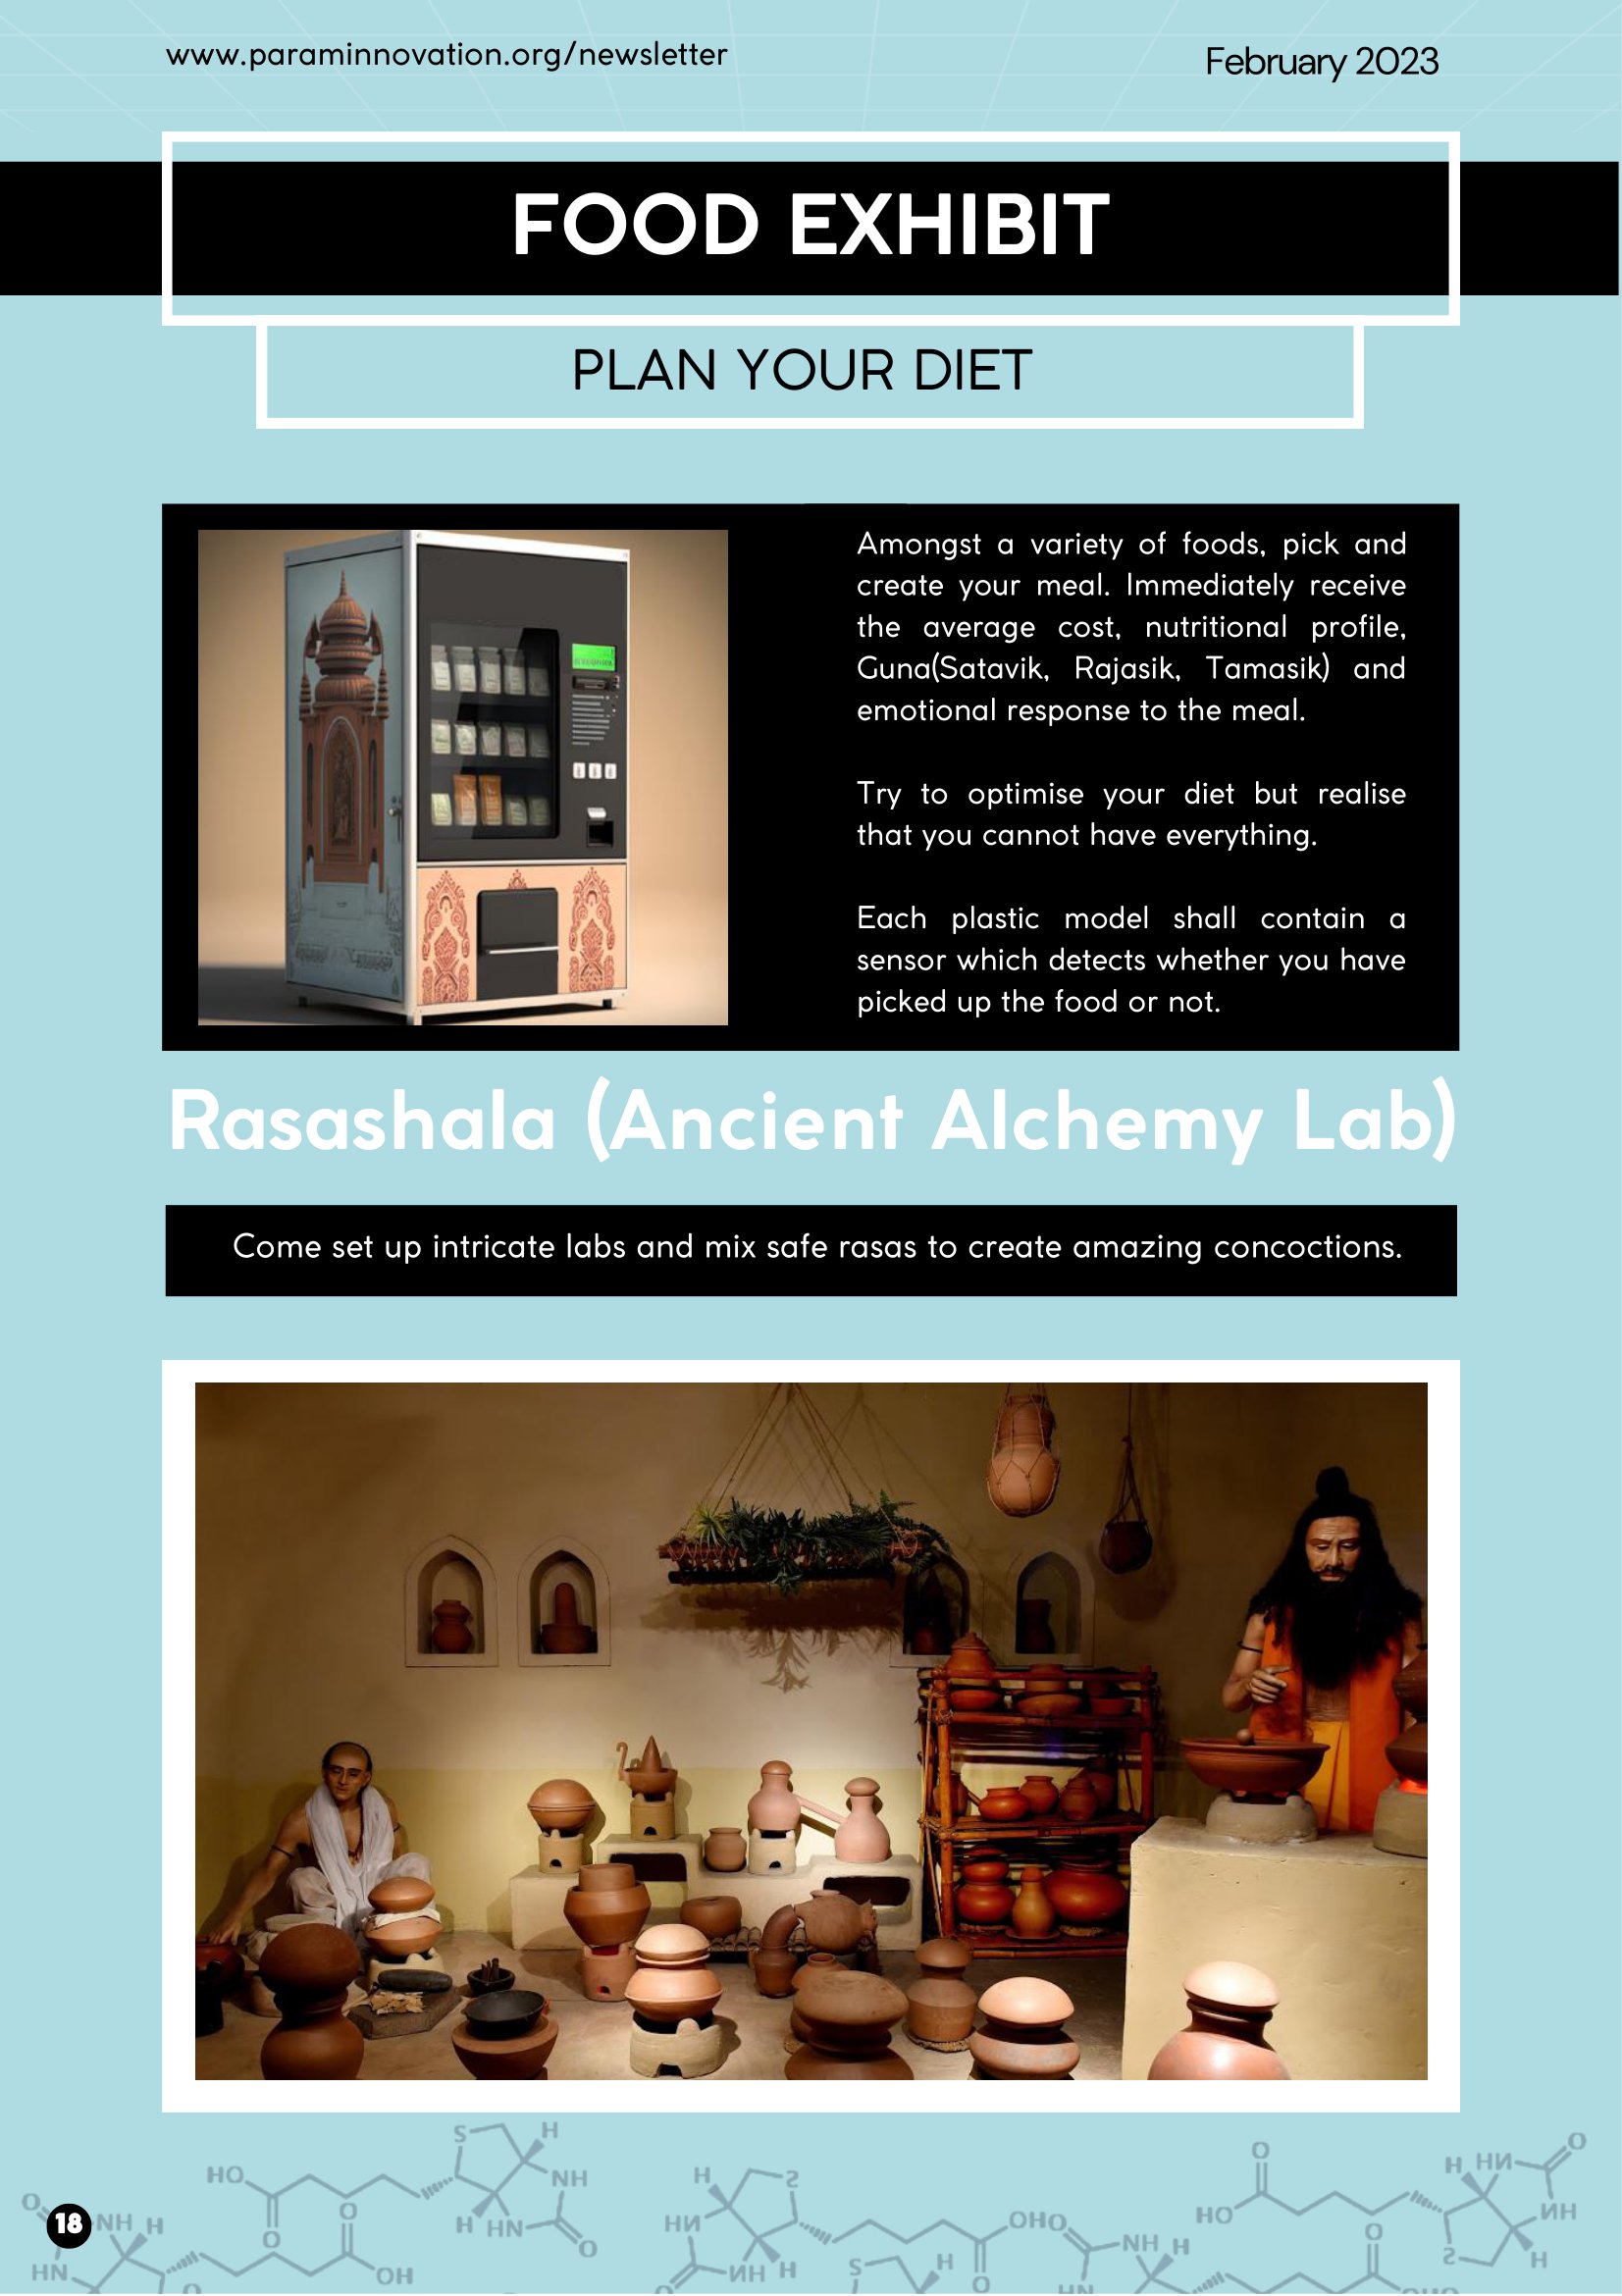 www.paraminnovation.org/newsletter
February 2023
FOOD EXHIBIT
PLAN YOUR DIET
Amongst a variety of foods, pick and
create your meal. Immediately receive
the average cost, nutritional profile,
Guna(Satavik, Rajasik, Tamasik) and
emotional response to the meal.
Try to optimise your diet but realise
that you cannot have everything.
Each plastic model shall contain a
sensor which detects whether you have
picked up the food or not.
Rasashala (Ancient Alchemy Lab)
Come set up intricate labs and mix safe rasas to create amazing concoctions.
18